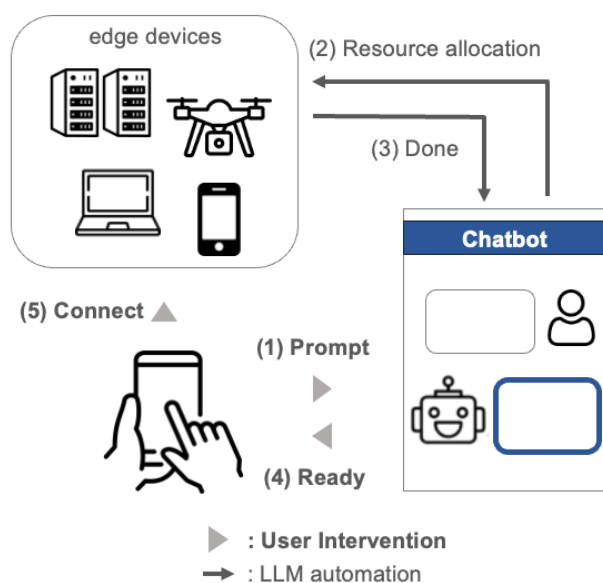 edge devices
(2) Resource allocation
(3) Done
Chatbot
(5) Connect
(1) Prompt
(4) Ready
: User Intervention
: LLM automation